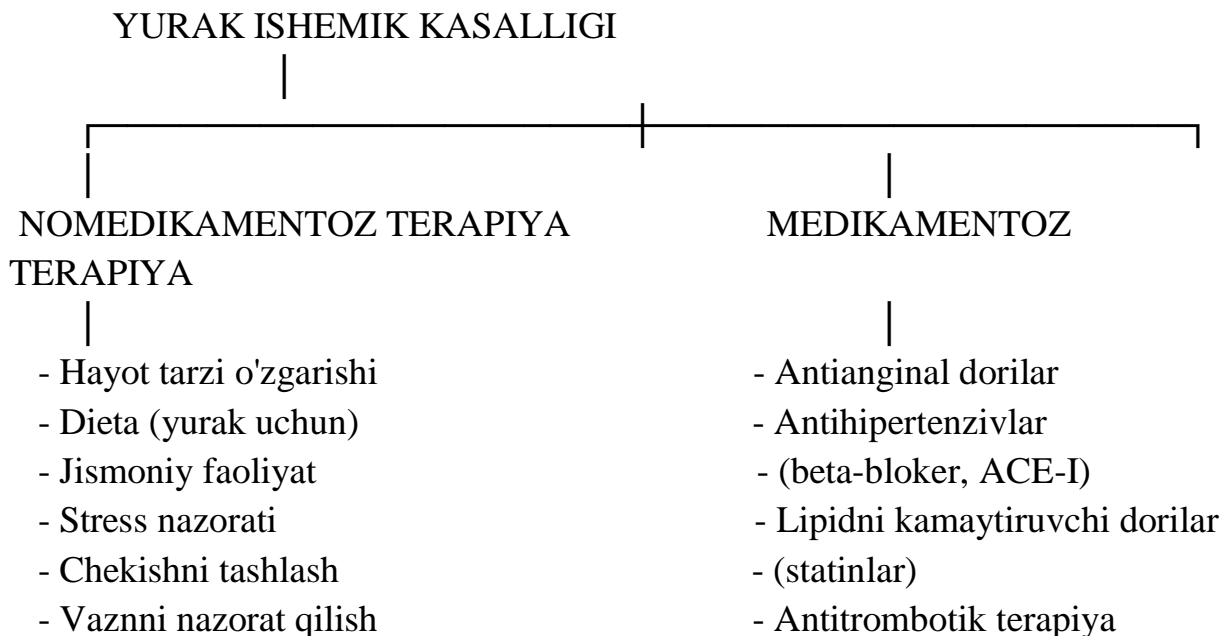 YURAK ISHEMIK KASALLIGI
NOMEDIKAMENTOZ TERAPIYA MEDIKAMENTOZ
TERAPIYA
- Hayot tarzi o'zgarishi - Antianginal dorilar
- Dieta (yurak uchun) - Antihipertenzivlar
- Jismoniy faoliyat - (beta-bloker, ACE-I)
- Stress nazorati - Lipidni kamaytiruvchi dorilar
- Chekishni tashlash - (statinlar)
- Vaznni nazorat qilish - Antitrombotik terapiya